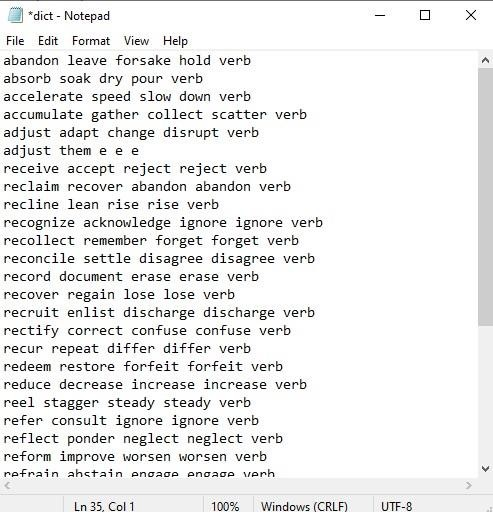 *dict - Notepad
File Edit Format View Help
abandon leave forsake hold verb
absorb soak dry pour verb
accelerate speed slow down verb
accumulate gather collect scatter verb
adjust adapt change disrupt verb
adjust them e e e
receive accept reject reject verb
reclaim recover abandon abandon verb
recline lean rise rise verb
recognize acknowledge ignore ignore verb
recollect remember forget forget verb
reconcile settle disagree disagree verb
record document erase erase verb
recover regain lose lose verb
recruit enlist discharge discharge verb
rectify correct confuse confuse verb
recur repeat differ differ verb
redeem restore forfeit forfeit verb
reduce decrease increase increase verb
reel stagger steady steady verb
refer consult ignore ignore verb
reflect ponder neglect neglect verb
reform improve worsen worsen verb
refrain abstain engage engage verb
Ln 35, Col 1 100% Windows (CRLF) UTF-8